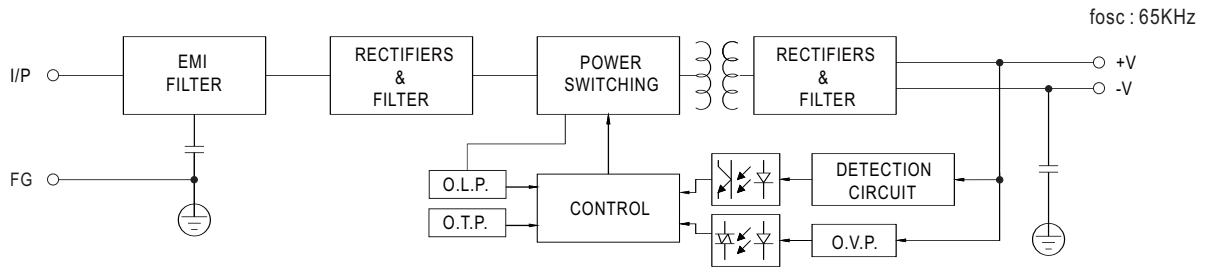 fosc : 65KHz
I/P
EMI
FILTER
RECTIFIERS
&
FILTER
POWER
SWITCHING
RECTIFIERS
&
FILTER
+V
-V
FG
O.L.P.
O.T.P.
CONTROL
DETECTION
CIRCUIT
O.V.P.